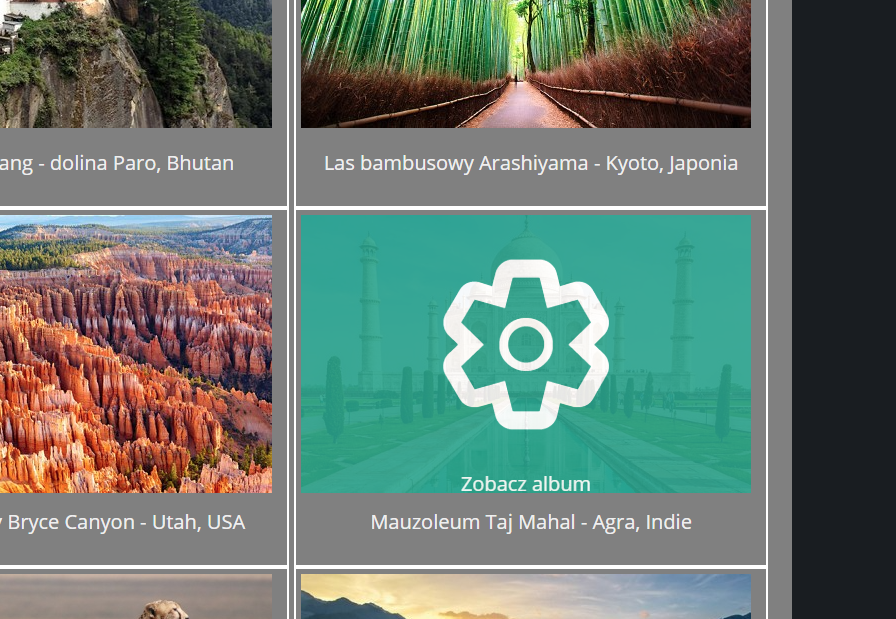 ang - dolina Paro, Bhutan
Las bambusowy Arashiyama - Kyoto, Japonia
Zobacz album
Bryce Canyon - Utah, USA
Mauzoleum Taj Mahal - Agra, Indie